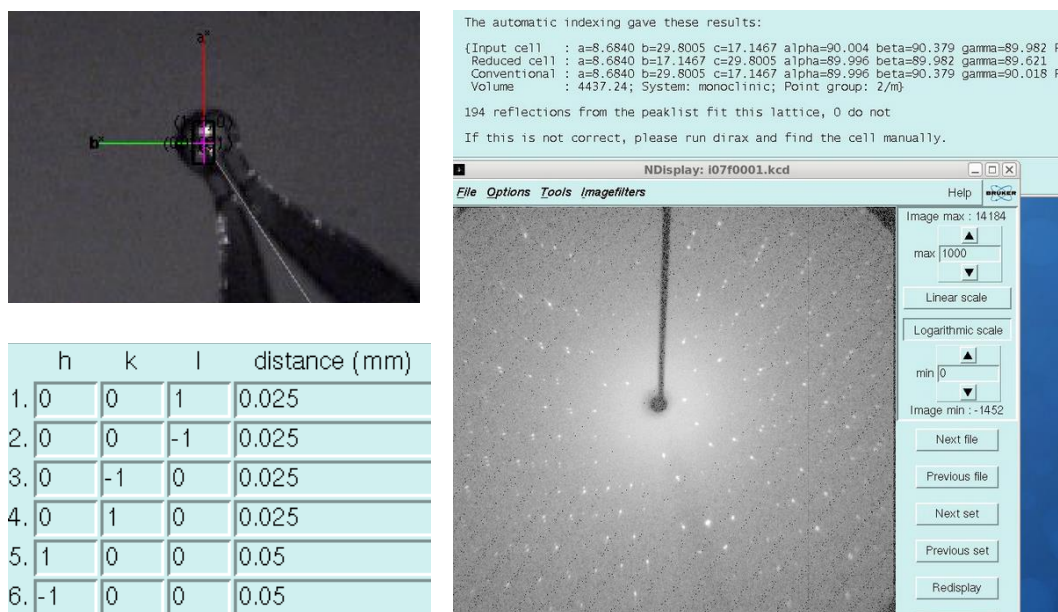 a*
b*
The automatic indexing gave these results:
{Input cell : a=8.6840 b=29.8005 c=17.1467 alpha=90.004 beta=90.379 gamma=89.982
Reduced cell : a=8.6840 b=17.1467 c=29.8005 alpha=89.996 beta=89.982 gamma=89.621
Conventional : a=8.6840 b=29.8005 c=17.1467 alpha=89.996 beta=90.379 gamma=90.018
Volume : 4437.24; System: monoclinic; Point group: 2/m}
194 reflections from the peaklist fit this lattice, 0 do not
If this is not correct, please run dirax and find the cell manually.
NDisplay: i07f0001.kcd
File Options Tools Imagefilters Help BRUKER
Image max : 14184
max 1000
Linear scale
Logarithmic scale
min 0
Image min : -1452
Next file
Previous file
Next set
Previous set
Redisplay
h k l distance (mm)
1. 0 0 1 0.025
2. 0 0 -1 0.025
3. 0 -1 0 0.025
4. 0 1 0 0.025
5. 1 0 0 0.05
6. -1 0 0 0.05